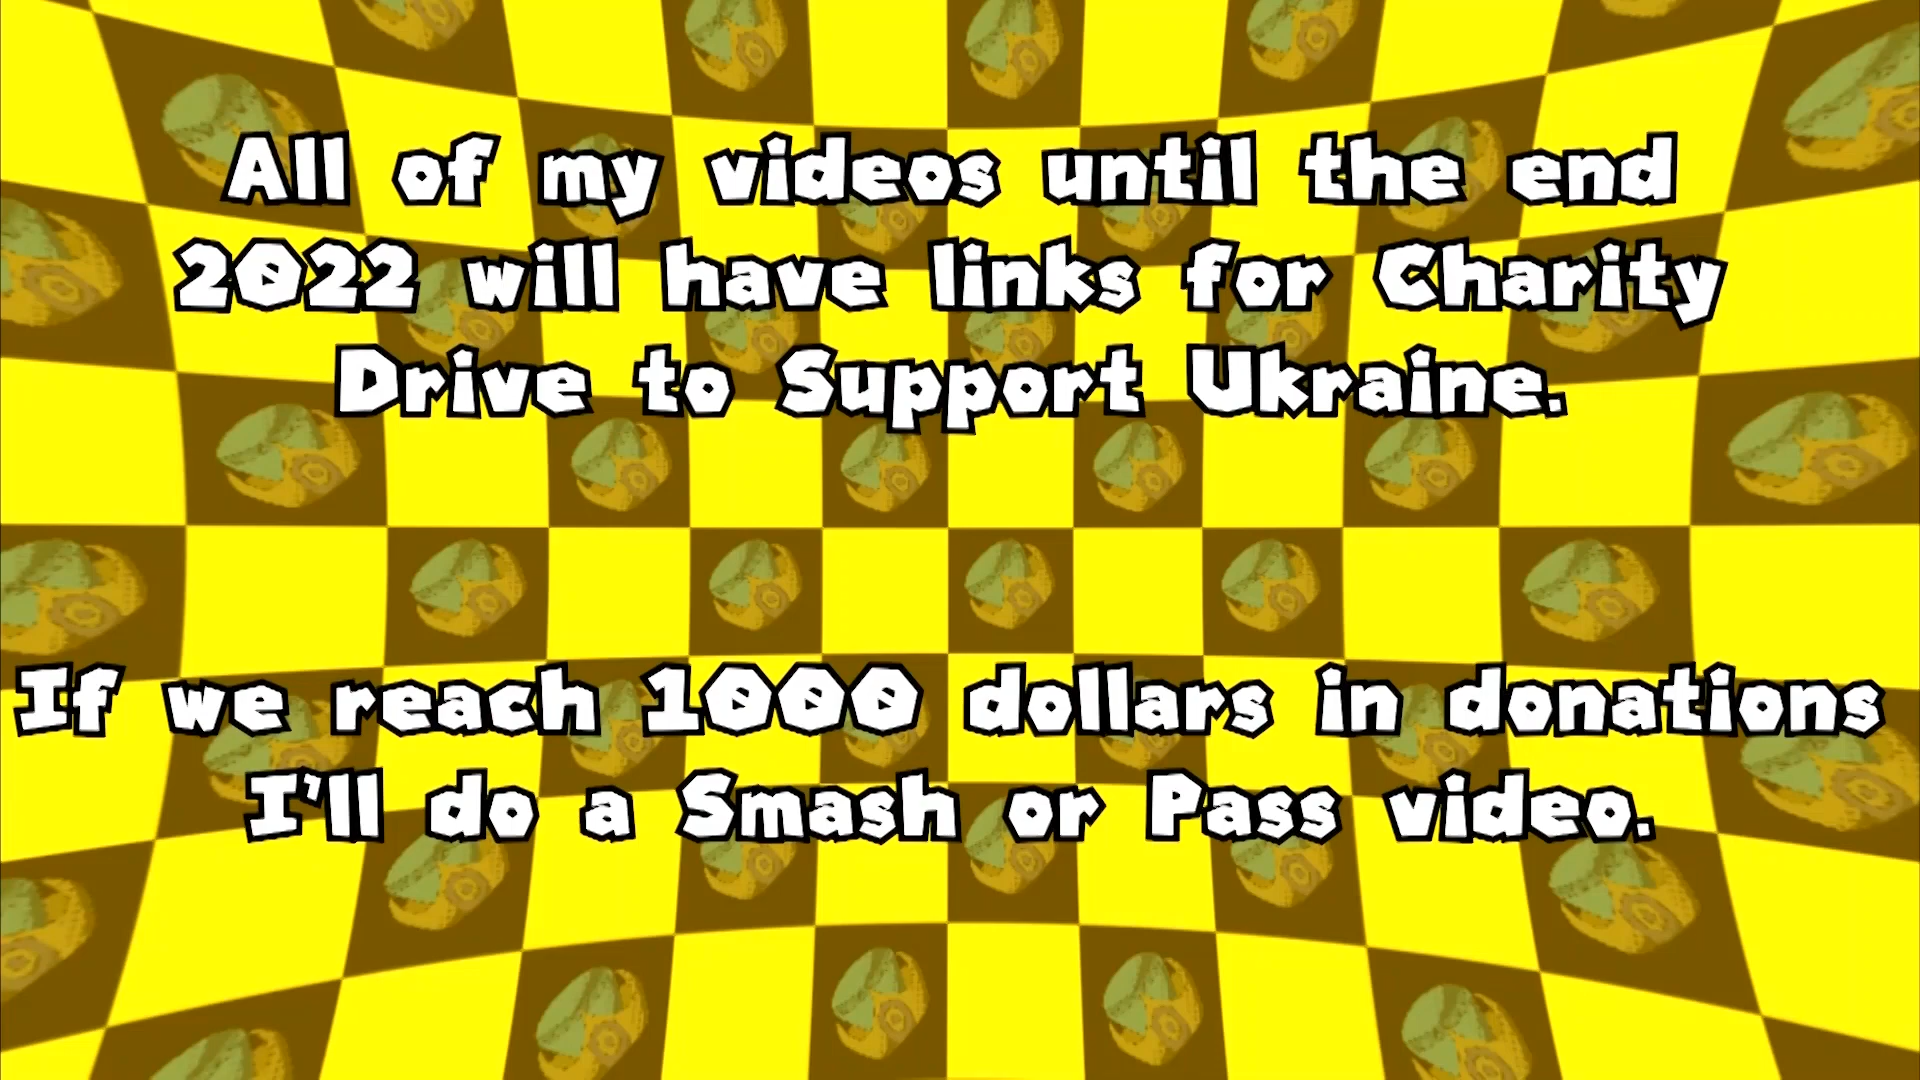 All of my videos until the end
2022 will have links for Charity
Drive to Support Ukraine.
If we reach 1000 dollars in donations
I'll do a Smash or Pass video.